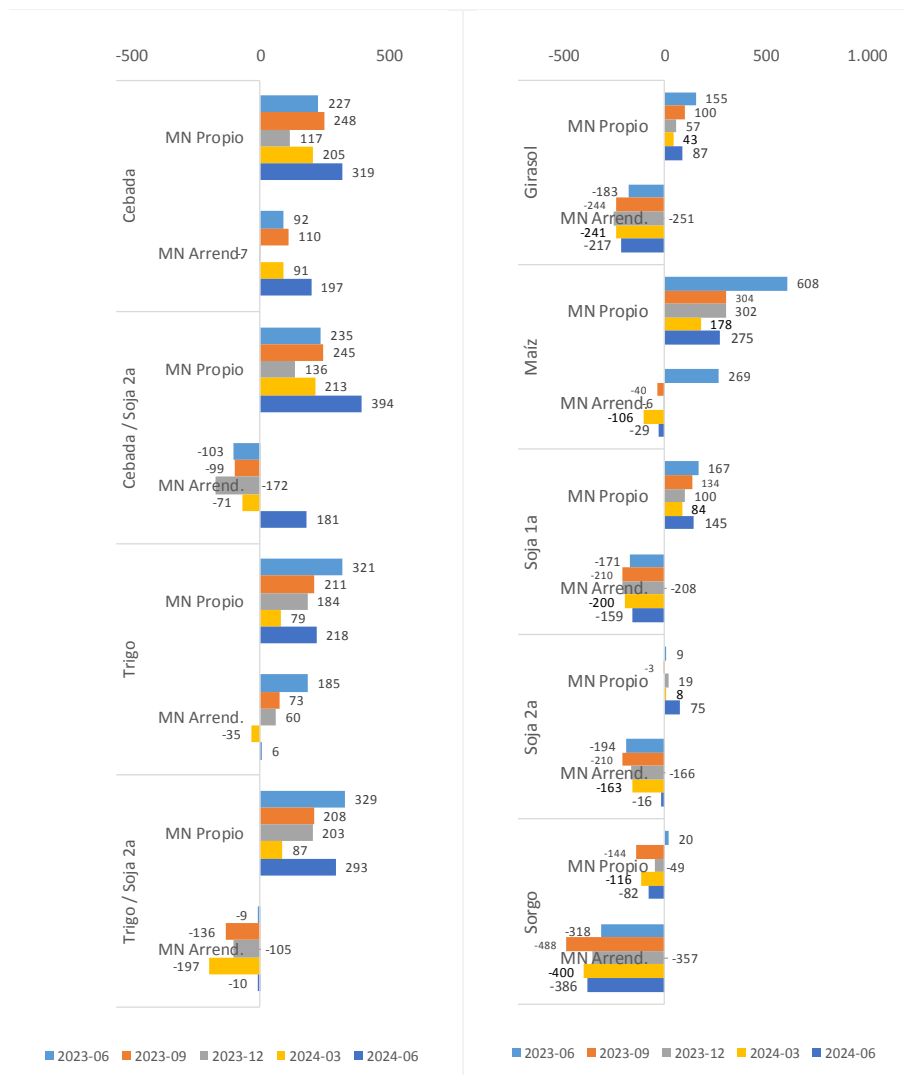 -500 0 500
Cebada
MN Propio
227
248
117
205
319
MN Arrend.
92
110
-7
91
197
Cebada / Soja 2a
MN Propio
235
245
136
213
394
MN Arrend.
-103
-99
-172
-71
181
Trigo
MN Propio
321
211
184
79
218
MN Arrend.
185
73
60
-35
6
Trigo / Soja 2a
MN Propio
329
208
203
87
293
MN Arrend.
-9
-136
-105
-197
-10
2023-06 2023-09 2023-12 2024-03 2024-06
-500 0 500 1.000
Girasol
MN Propio
155
100
57
43
87
MN Arrend.
-183
-244
-251
-241
-217
Maíz
MN Propio
608
304
302
178
275
MN Arrend.
269
-40
-6
-106
-29
Soja 1a
MN Propio
167
134
100
84
145
MN Arrend.
-171
-210
-208
-200
-159
Soja 2a
MN Propio
9
-3
19
8
75
MN Arrend.
-194
-210
-166
-163
-16
Sorgo
MN Propio
20
-144
-49
-116
-82
MN Arrend.
-318
-488
-357
-400
-386
2023-06 2023-09 2023-12 2024-03 2024-06